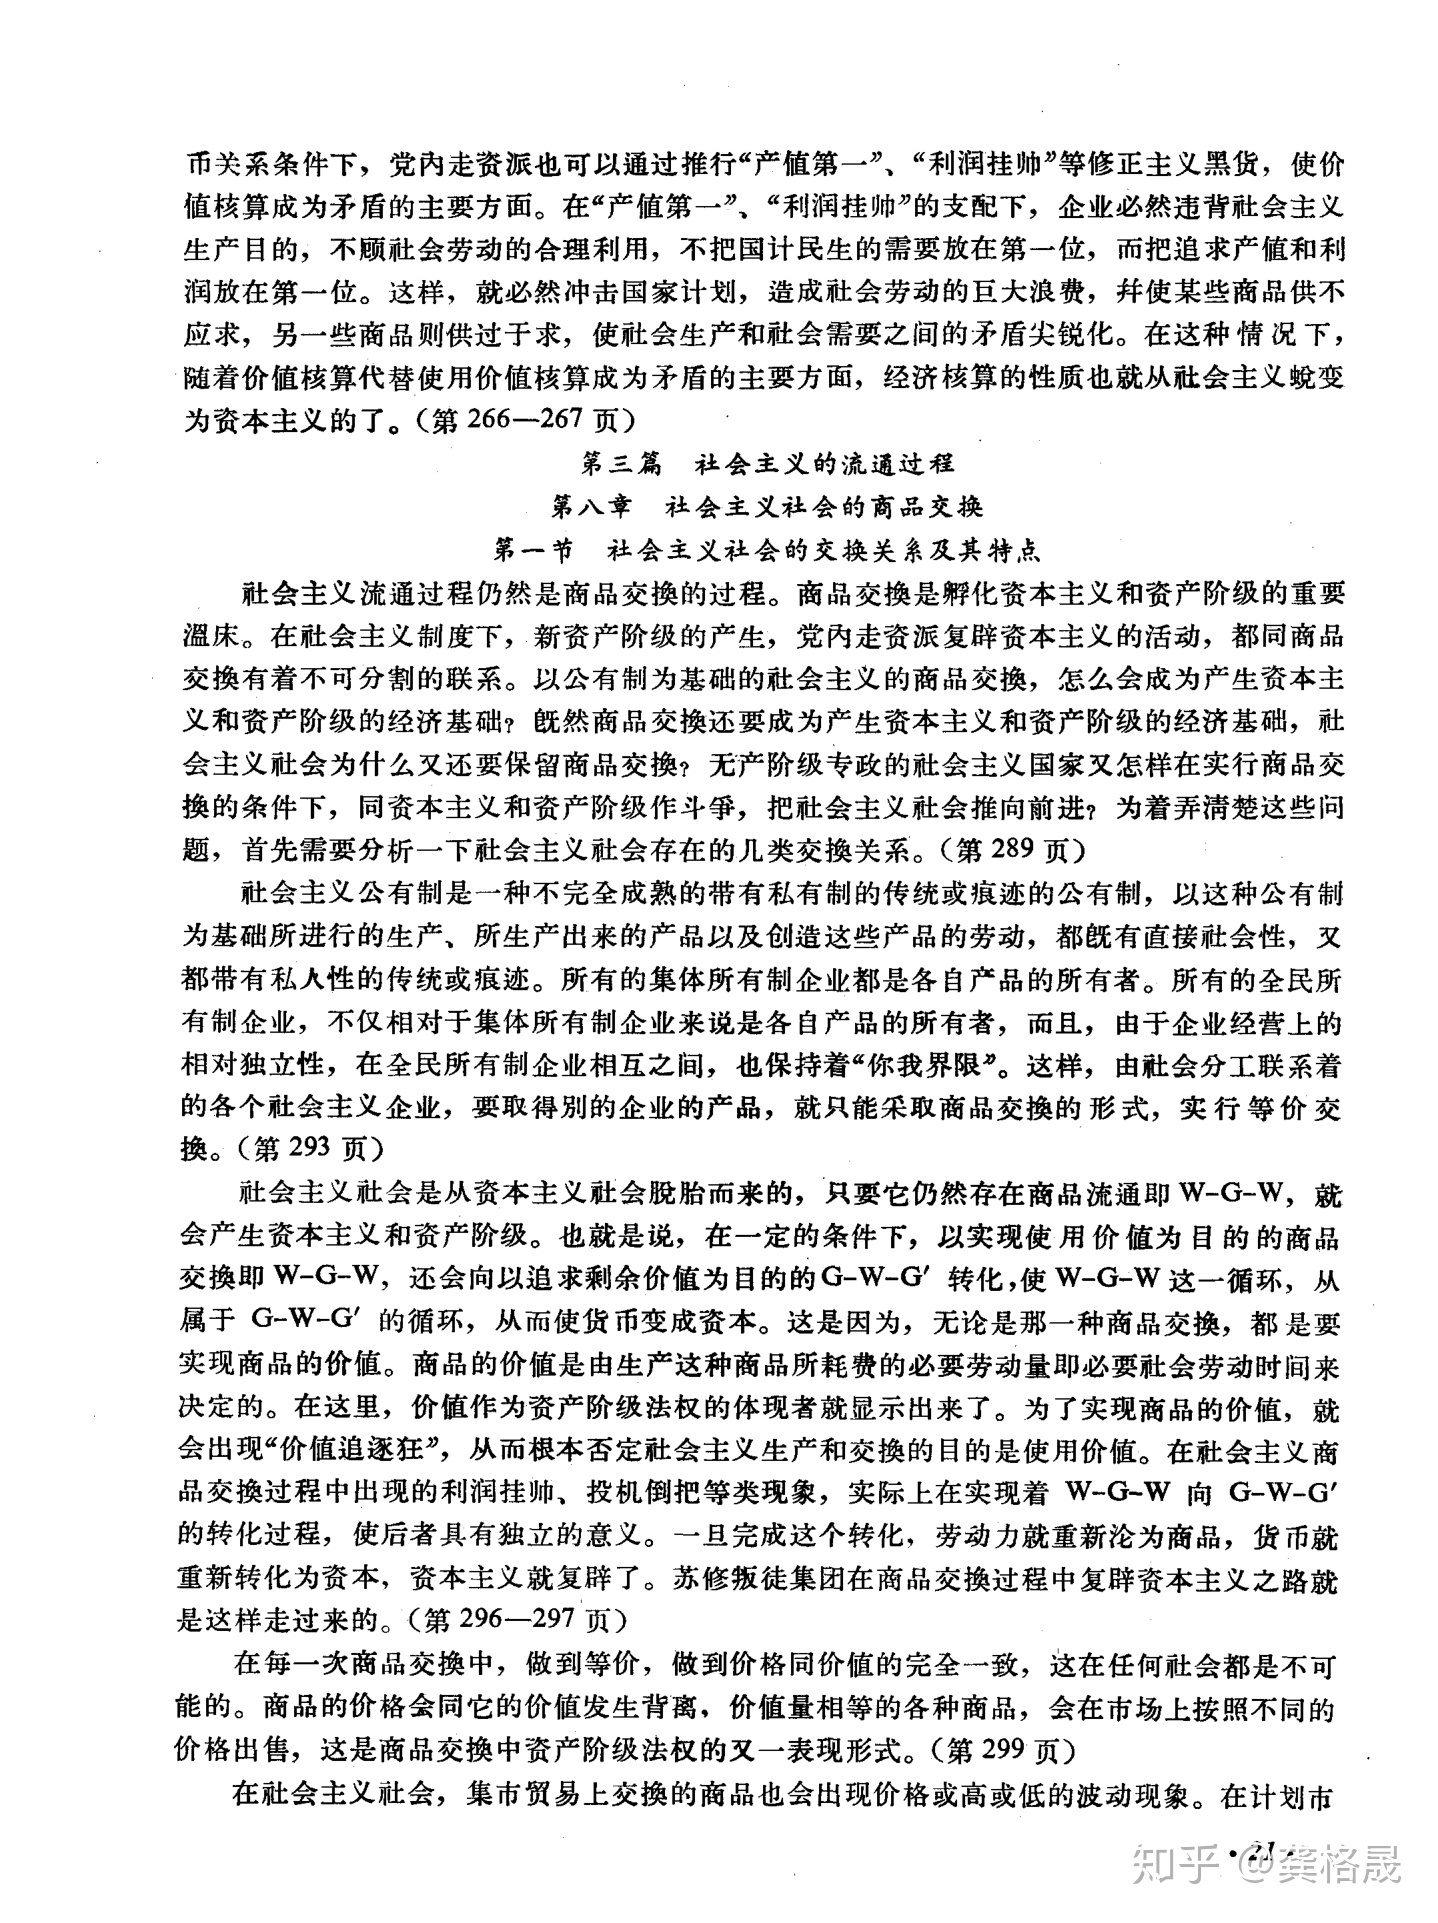 币关系条件下，党内走资派也可以通过推行“产值第一”、“利润挂帅”等修正主义黑货，使价
值核算成为矛盾的主要方面。在“产值第一”、“利润挂帅”的支配下，企业必然违背社会主义
生产目的，不顾社会劳动的合理利用，不把国计民生的需要放在第一位，而把追求产值和利
润放在第一位。这样，就必然冲击国家计划，造成社会劳动的巨大浪费，并使某些商品供不
应求，另一些商品则供过于求，使社会生产和社会需要之间的矛盾尖锐化。在这种情况下，
随着价值核算代替使用价值核算成为矛盾的主要方面，经济核算的性质也就从社会主义蜕变
为资本主义的了。（第 266—267 页）
第三篇　社会主义的流通过程
第八章　社会主义社会的商品交换
第一节　社会主义社会的交换关系及其特点
社会主义流通过程仍然是商品交换的过程。商品交换是孵化资本主义和资产阶级的重要
温床。在社会主义制度下，新资产阶级的产生，党内走资派复辟资本主义的活动，都同商品
交换有着不可分割的联系。以公有制为基础的社会主义的商品交换，怎么会成为产生资本主
义和资产阶级的经济基础？既然商品交换还要成为产生资本主义和资产阶级的经济基础，社
会主义社会为什么又还要保留商品交换？无产阶级专政的社会主义国家又怎样在实行商品交
换的条件下，同资本主义和资产阶级作斗争，把社会主义社会推向前进？为着弄清楚这些问
题，首先需要分析一下社会主义社会存在的几类交换关系。（第 289 页）
社会主义公有制是一种不完全成熟的带有私有制的传统或痕迹的公有制，以这种公有制
为基础所进行的生产、所生产出来的产品以及创造这些产品的劳动，都既有直接社会性，又
都带有私人性的传统或痕迹。所有的集体所有制企业都是各自产品的所有者。所有的全民所
有制企业，不仅相对于集体所有制企业来说是各自产品的所有者，而且，由于企业经营上的
相对独立性，在全民所有制企业相互之间，也保持着“你我界限”。这样，由社会分工联系着
的各个社会主义企业，要取得别的企业的产品，就只能采取商品交换的形式，实行等价交
换。（第 293 页）
社会主义社会是从资本主义社会脱胎而来的，只要它仍然存在商品流通即 W-G-W，就
会产生资本主义和资产阶级。也就是说，在一定的条件下，以实现使用价值为目的的商品
交换即 W-G-W，还会向以追求剩余价值为目的的 G-W-G′ 转化，使 W-G-W 这一循环，从
属于 G-W-G′ 的循环，从而使货币变成资本。这是因为，无论是那一种商品交换，都是要
实现商品的价值。商品的价值是由生产这种商品所耗费的必要劳动量即必要社会劳动时间来
决定的。在这里，价值作为资产阶级法权的体现者就显示出来了。为了实现商品的价值，就
会出现“价值追逐狂”，从而根本否定社会主义生产和交换的目的是使用价值。在社会主义商
品交换过程中出现的利润挂帅、投机倒把等类现象，实际上在实现着 W-G-W 向 G-W-G′
的转化过程，使后者具有独立的意义。一旦完成这个转化，劳动力就重新沦为商品，货币就
重新转化为资本，资本主义就复辟了。苏修叛徒集团在商品交换过程中复辟资本主义之路就
是这样走过来的。（第 296—297 页）
在每一次商品交换中，做到等价，做到价格同价值的完全一致，这在任何社会都是不可
能的。商品的价格会同它的价值发生背离，价值量相等的各种商品，会在市场上按照不同的
价格出售，这是商品交换中资产阶级法权的又一表现形式。（第 299 页）
在社会主义社会，集市贸易上交换的商品也会出现价格或高或低的波动现象。在计划市
· 21 ·
知乎 @龚格晟